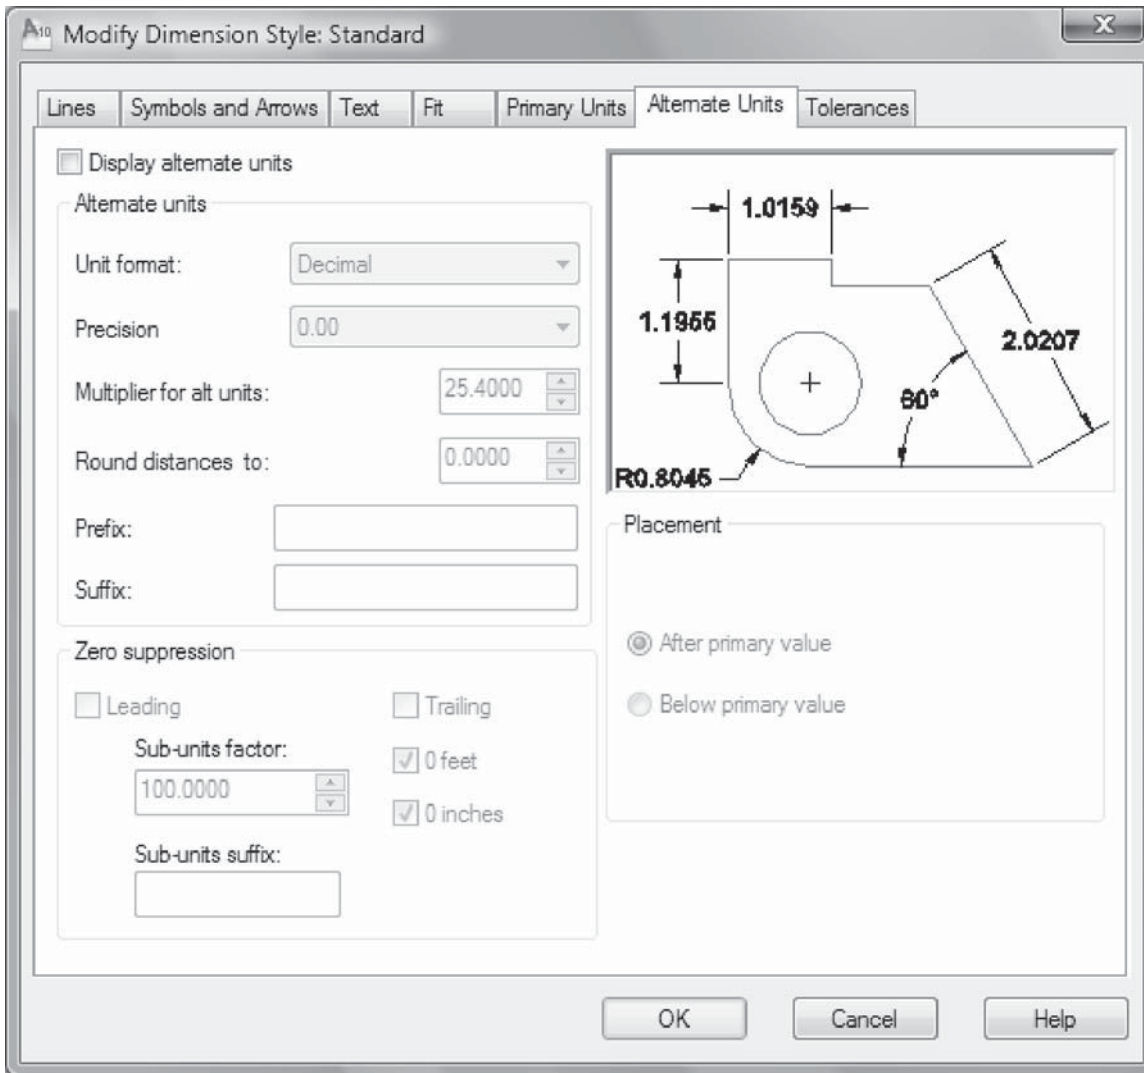 A10 Modify Dimension Style: Standard
X
Lines Symbols and Arrows Text Fit Primary Units Alternate Units Tolerances
Display alternate units
Alternate units
Unit format: Decimal
Precision 0.00
Multiplier for alt units: 25.4000
Round distances to: 0.0000
Prefix:
Suffix:
Zero suppression
Leading
Trailing
Sub-units factor:
100.0000
0 feet
0 inches
Sub-units suffix:
1.0159
1.1955
2.0207
60°
R0.8045
Placement
After primary value
Below primary value
OK Cancel Help